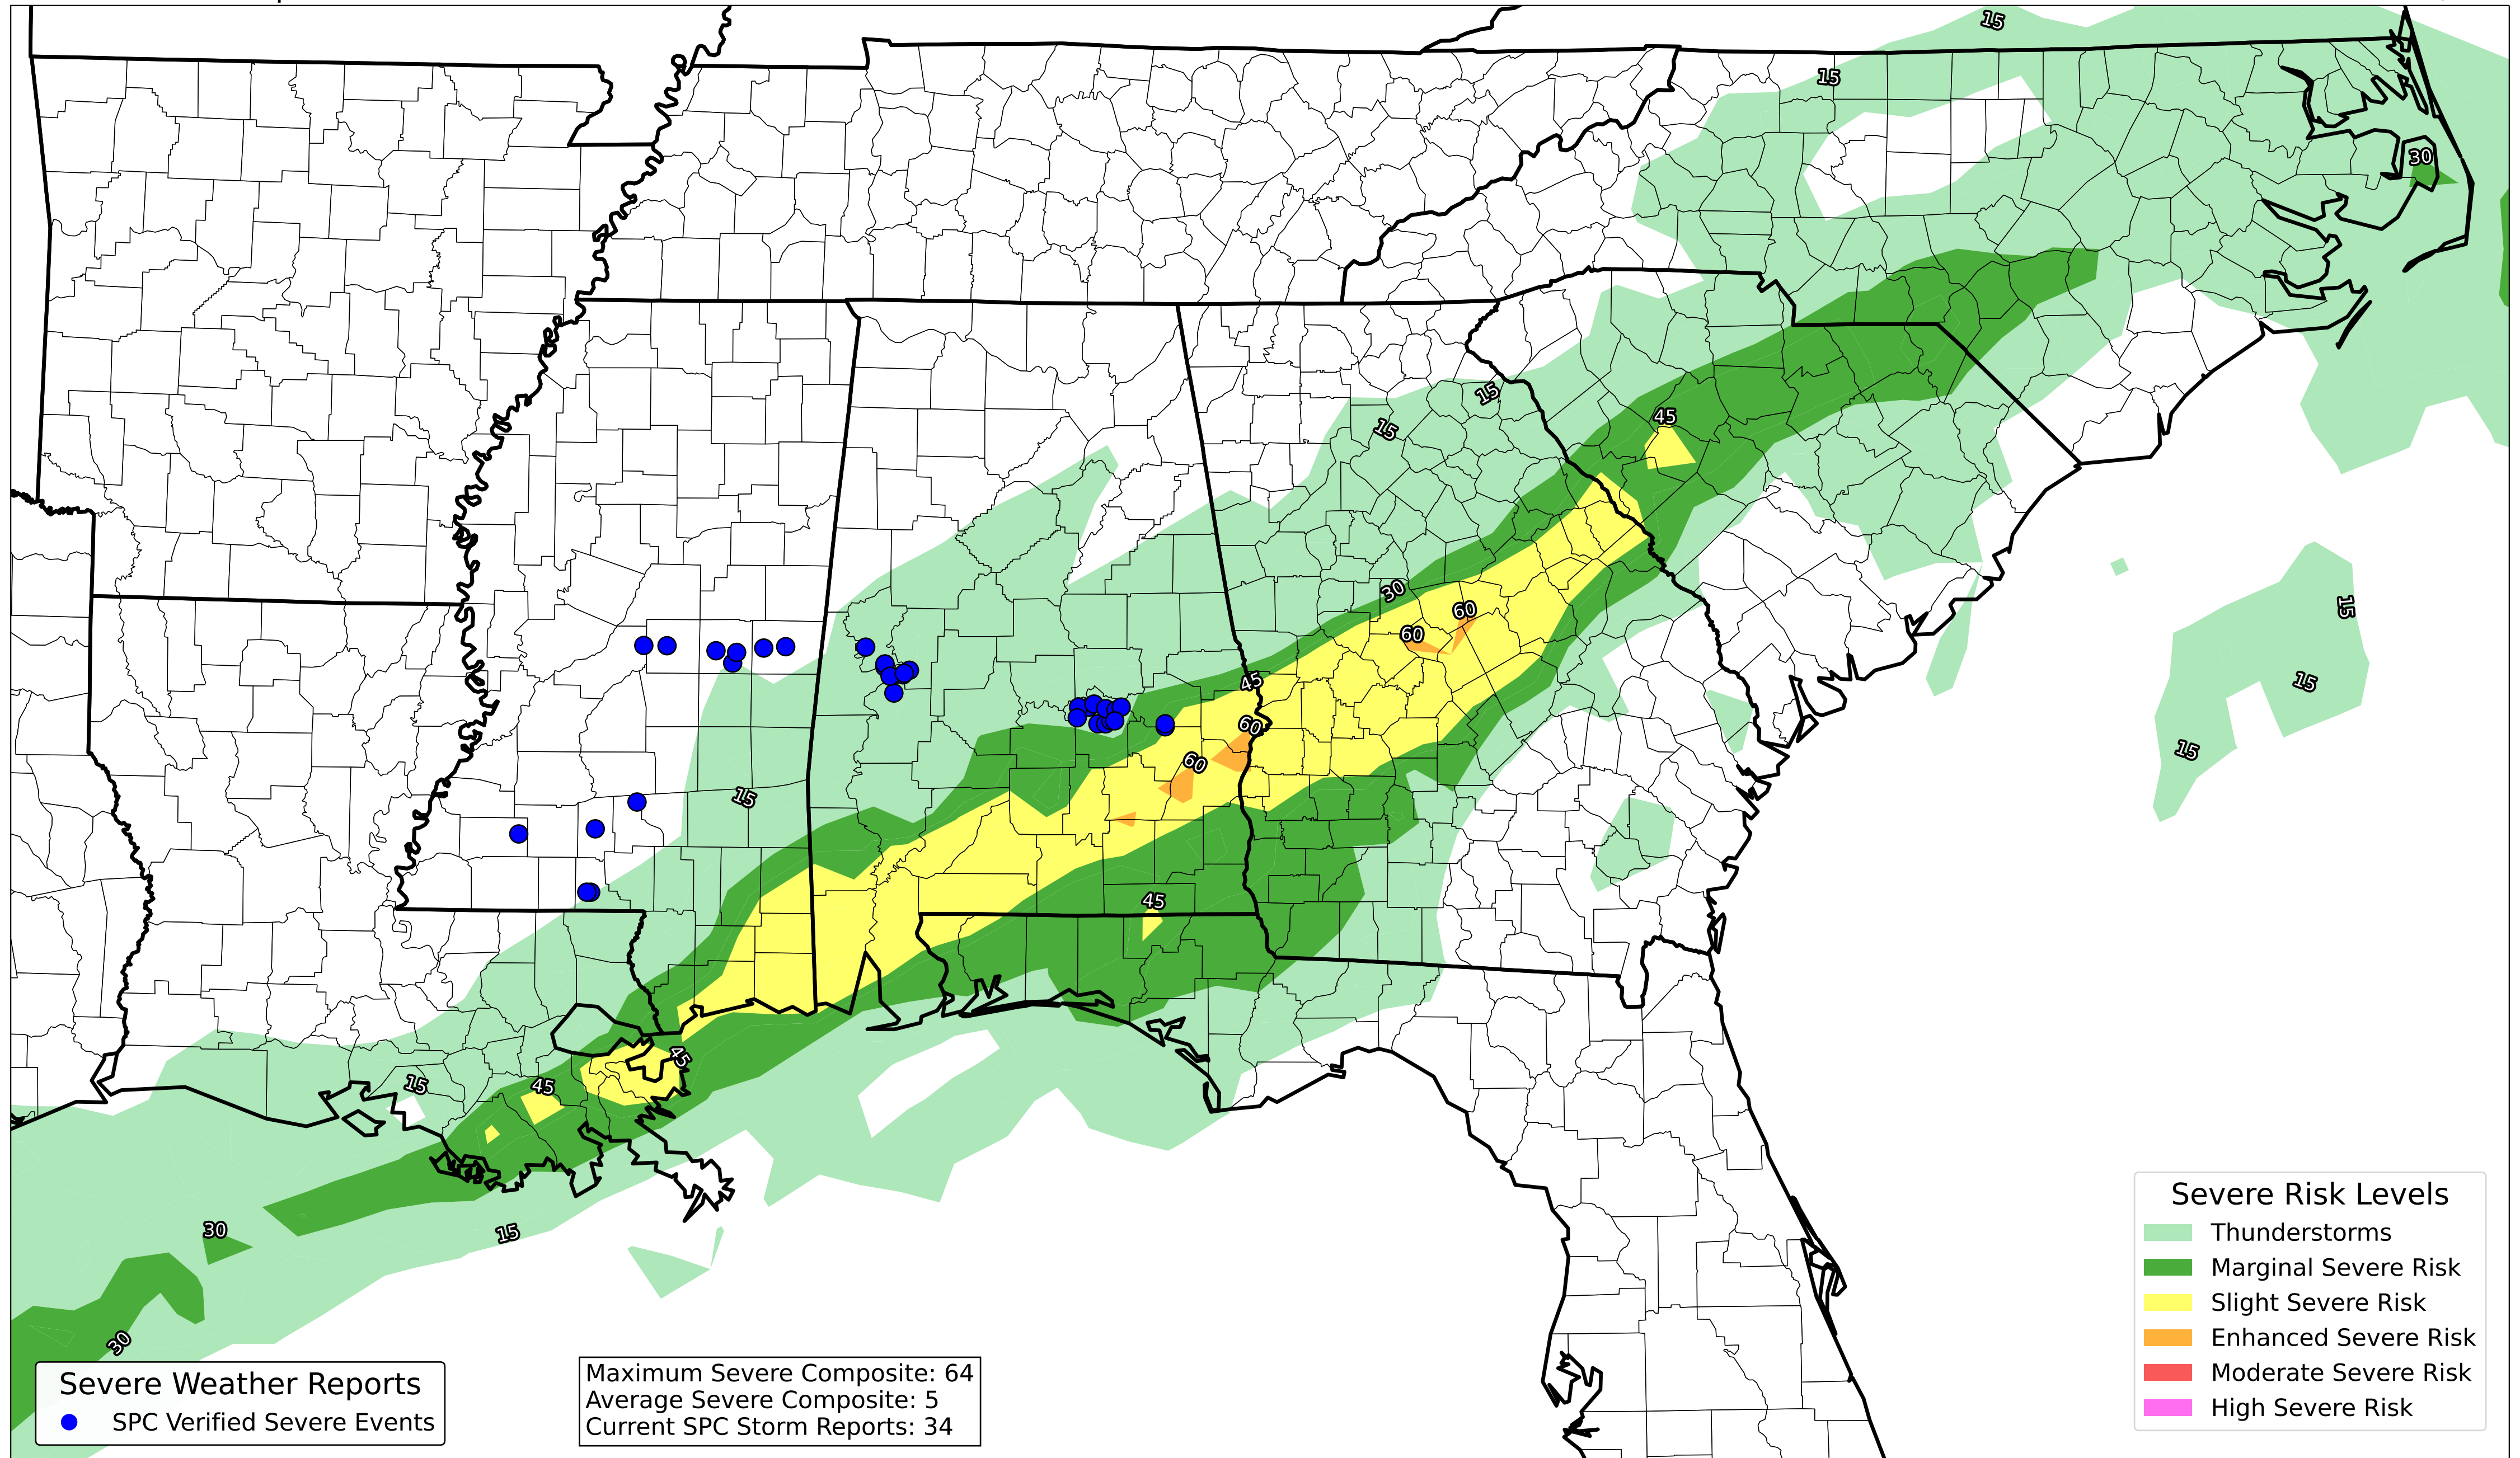 15
15
30
15
15
45
30
60
60
15
45
15
60
15
60
15
45
45
15
45
30
15
30
Severe Risk Levels
Thunderstorms
Marginal Severe Risk
Slight Severe Risk
Enhanced Severe Risk
Moderate Severe Risk
High Severe Risk
Severe Weather Reports
SPC Verified Severe Events
Maximum Severe Composite: 64
Average Severe Composite: 5
Current SPC Storm Reports: 34